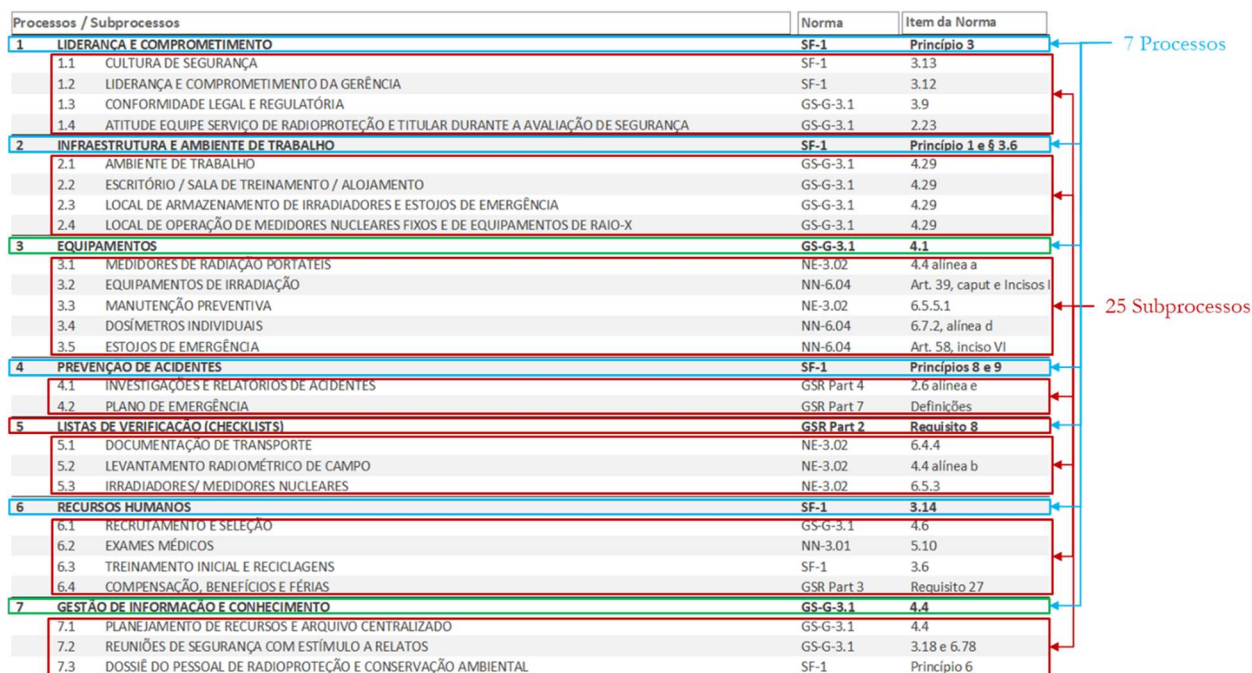 Processos / Subprocessos Norma Item da Norma
1 LIDERANÇA E COMPROMETIMENTO SF-1 Princípio 3
7 Processos
1.1 CULTURA DE SEGURANÇA SF-1 3.13
1.2 LIDERANÇA E COMPROMETIMENTO DA GERÊNCIA SF-1 3.12
1.3 CONFORMIDADE LEGAL E REGULATÓRIA GS-G-3.1 3.9
1.4 ATITUDE EQUIPE SERVIÇO DE RADIOPROTEÇÃO E TITULAR DURANTE A AVALIAÇÃO DE SEGURANÇA GS-G-3.1 2.23
2 INFRAESTRUTURA E AMBIENTE DE TRABALHO SF-1 Princípio 1 e § 3.6
2.1 AMBIENTE DE TRABALHO GS-G-3.1 4.29
2.2 ESCRITÓRIO / SALA DE TREINAMENTO / ALOJAMENTO GS-G-3.1 4.29
2.3 LOCAL DE ARMAZENAMENTO DE IRRADIADORES E ESTOJOS DE EMERGÊNCIA GS-G-3.1 4.29
2.4 LOCAL DE OPERAÇÃO DE MEDIDORES NUCLEARES FIXOS E DE EQUIPAMENTOS DE RAIO-X GS-G-3.1 4.29
3 EQUIPAMENTOS GS-G-3.1 4.1
3.1 MEDIDORES DE RADIAÇÃO PORTÁTEIS NE-3.02 4.4 alínea a
3.2 EQUIPAMENTOS DE IRRADIAÇÃO NN-6.04 Art. 39, caput e Incisos I
3.3 MANUTENÇÃO PREVENTIVA NE-3.02 6.5.5.1
25 Subprocessos
3.4 DOSÍMETROS INDIVIDUAIS NN-6.04 6.7.2, alínea d
3.5 ESTOJOS DE EMERGÊNCIA NN-6.04 Art. 58, inciso VI
4 PREVENÇÃO DE ACIDENTES SF-1 Princípios 8 e 9
4.1 INVESTIGAÇÕES E RELATÓRIOS DE ACIDENTES GSR Part 4 2.6 alínea e
4.2 PLANO DE EMERGÊNCIA GSR Part 7 Definições
5 LISTAS DE VERIFICAÇÃO (CHECKLISTS) GSR Part 2 Requisito 8
5.1 DOCUMENTAÇÃO DE TRANSPORTE NE-3.02 6.4.4
5.2 LEVANTAMENTO RADIOMÉTRICO DE CAMPO NE-3.02 4.4 alínea b
5.3 IRRADIADORES/ MEDIDORES NUCLEARES NE-3.02 6.5.3
6 RECURSOS HUMANOS SF-1 3.14
6.1 RECRUTAMENTO E SELEÇÃO GS-G-3.1 4.6
6.2 EXAMES MÉDICOS NN-3.01 5.10
6.3 TREINAMENTO INICIAL E RECICLAGENS SF-1 3.6
6.4 COMPENSAÇÃO, BENEFÍCIOS E FÉRIAS GSR Part 3 Requisito 27
7 GESTÃO DE INFORMAÇÃO E CONHECIMENTO GS-G-3.1 4.4
7.1 PLANEJAMENTO DE RECURSOS E ARQUIVO CENTRALIZADO GS-G-3.1 4.4
7.2 REUNIÕES DE SEGURANÇA COM ESTÍMULO A RELATOS GS-G-3.1 3.18 e 6.78
7.3 DOSSIÊ DO PESSOAL DE RADIOPROTEÇÃO E CONSERVAÇÃO AMBIENTAL SF-1 Princípio 6